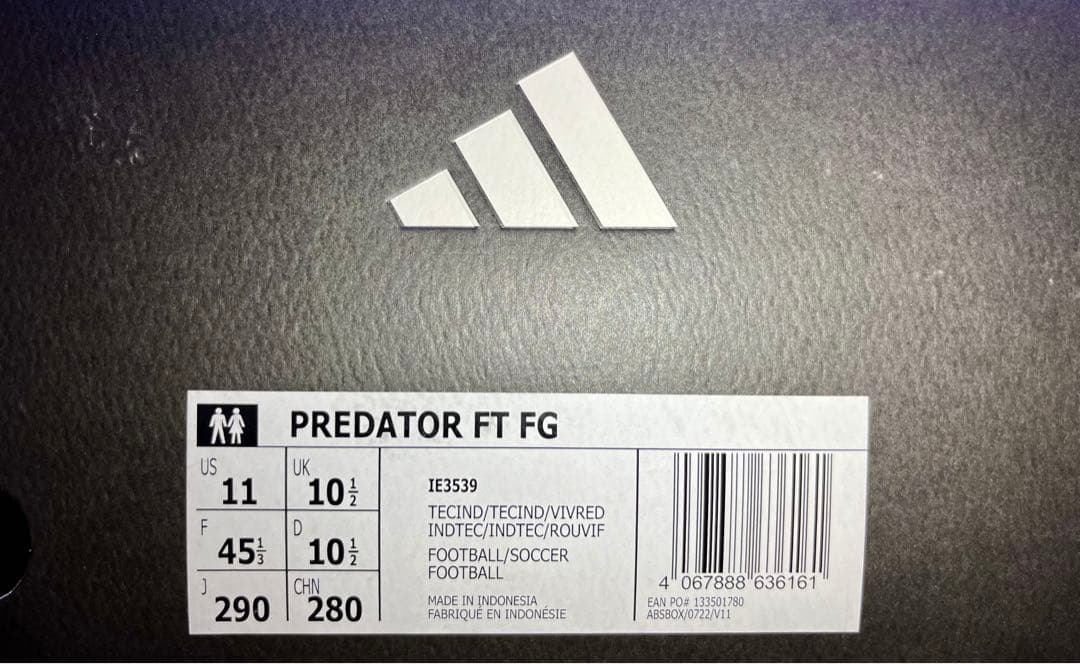 PREDATOR FT FG
US 11
UK 10½
F 45⅓
D 10½
J 290
CHN 280
IE3539
TECIND/TECIND/VIVRED
INDTEC/INDTEC/ROUVIF
FOOTBALL/SOCCER
FOOTBALL
MADE IN INDONESIA
FABRIQUÉ EN INDONÉSIE
4 067888 636161
EAN PO# 133501780
ABSBOX/0722/V11